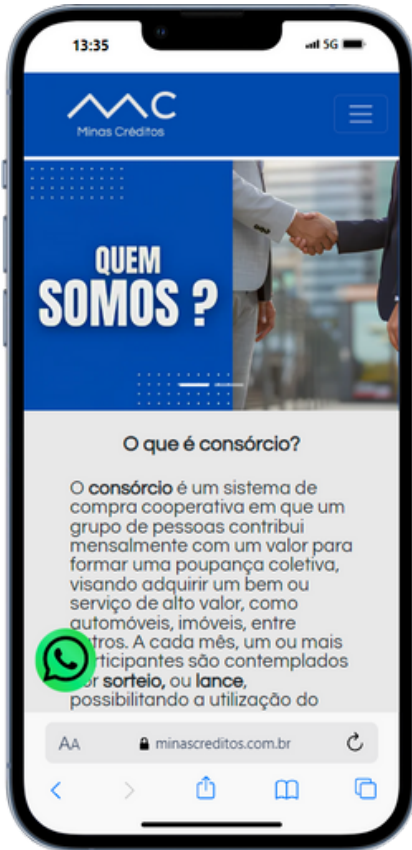 13:35
5G
MC
Minas Créditos
QUEM
SOMOS ?
O que é consórcio?
O consórcio é um sistema de
compra cooperativa em que um
grupo de pessoas contribui
mensalmente com um valor para
formar uma poupança coletiva,
visando adquirir um bem ou
serviço de alto valor, como
automóveis, imóveis, entre
A cada mês, um ou mais
são contemplados
sorteio, ou lance,
possibilitando a utilização do
AA minascreditos.com.br